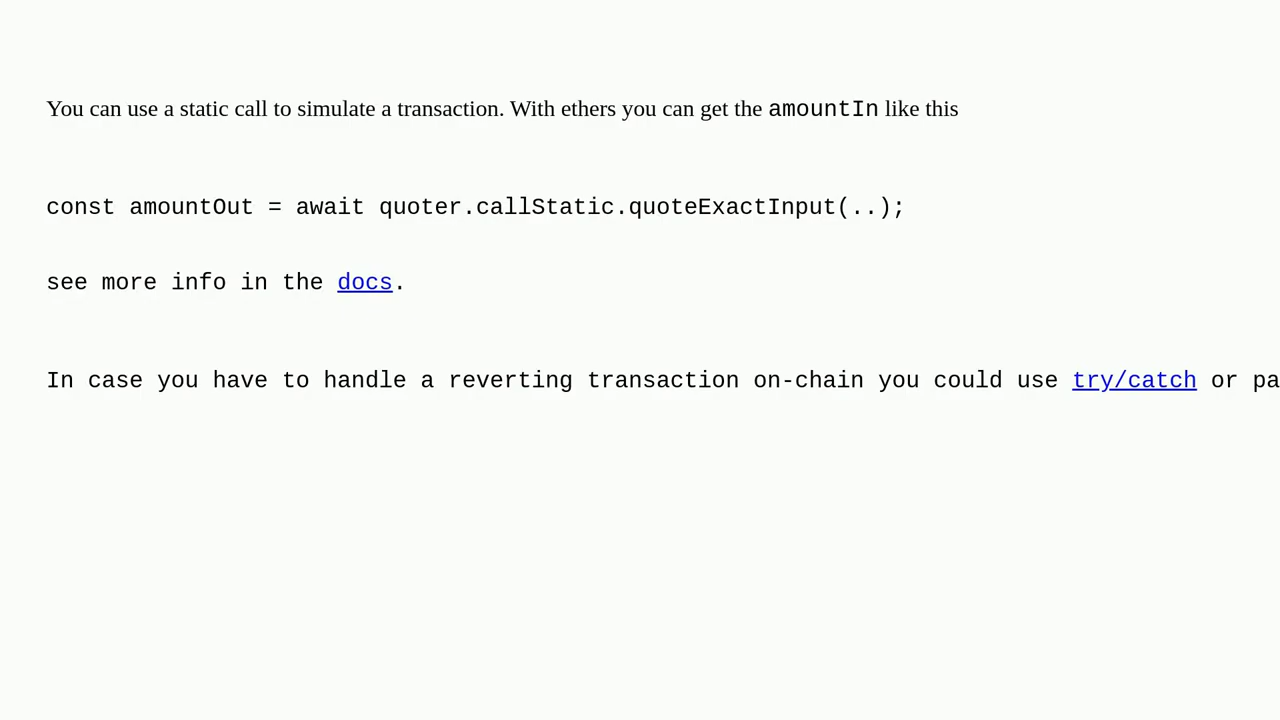 You can use a static call to simulate a transaction. With ethers you can get the amountIn like this
const amountOut = await quoter.callStatic.quoteExactInput(..);
see more info in the docs.
In case you have to handle a reverting transaction on-chain you could use try/catch or pa